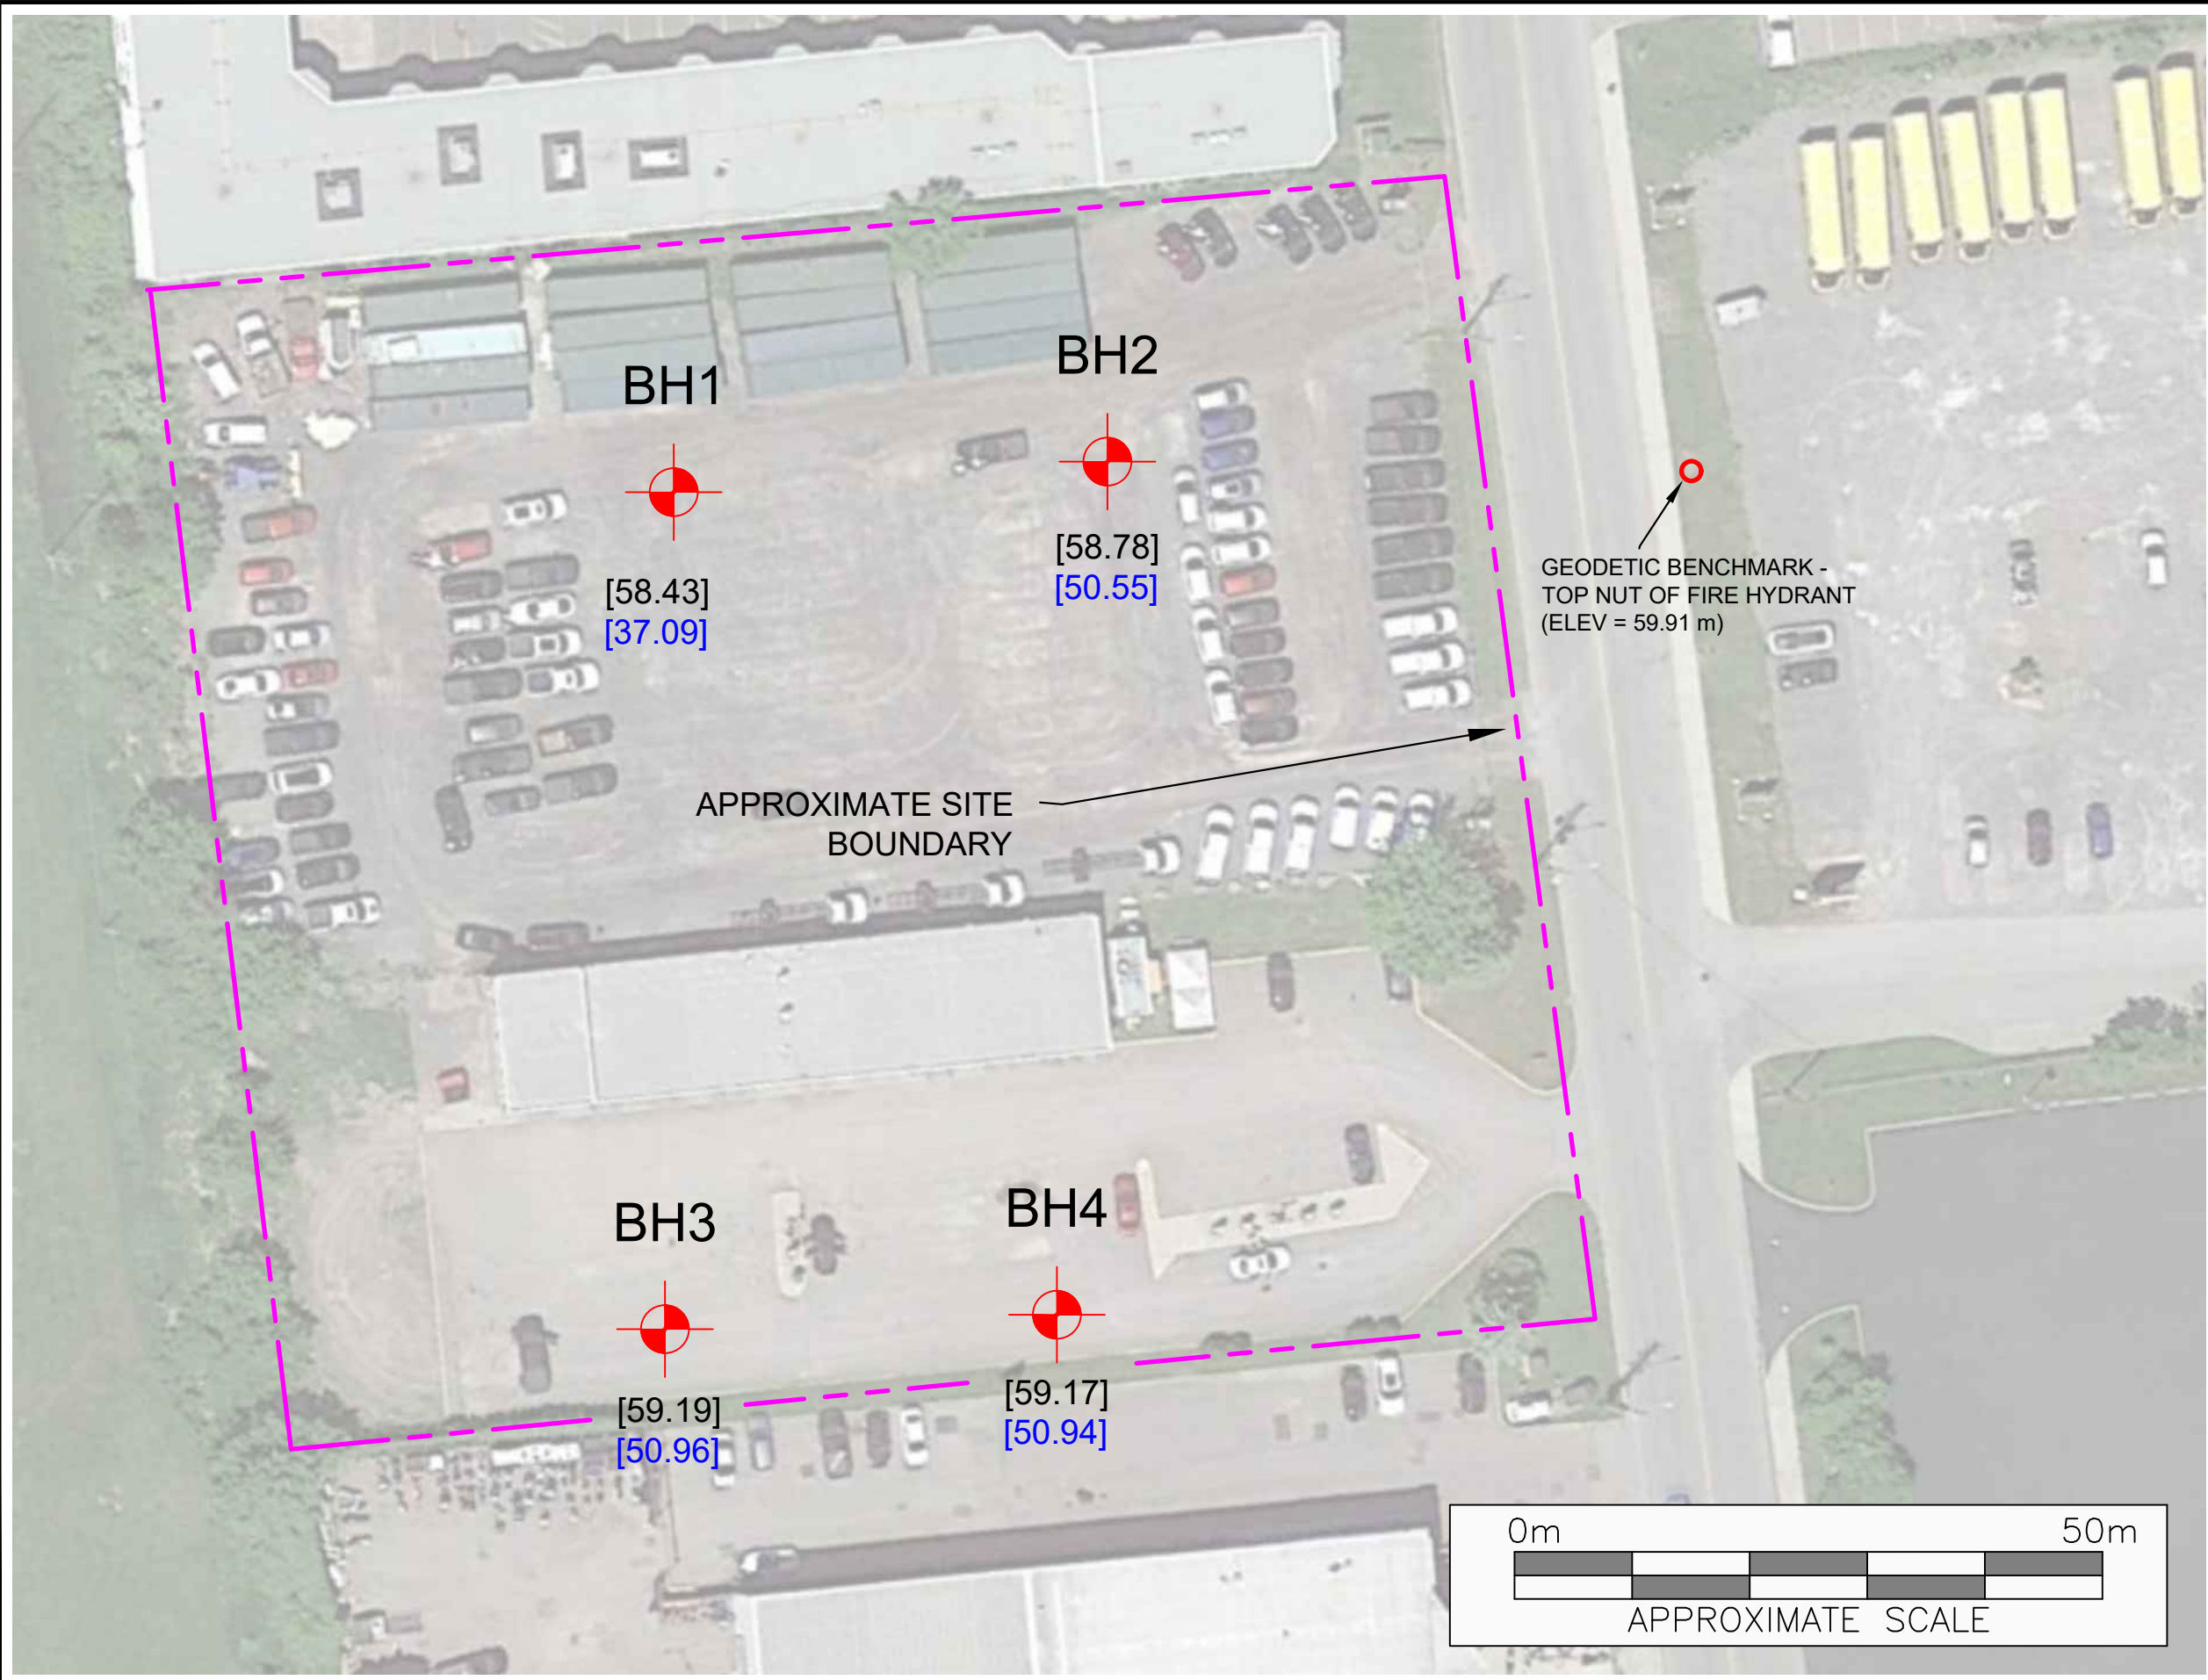 BH1
BH2
[58.43]
[37.09]
[58.78]
[50.55]
GEODETIC BENCHMARK -
TOP NUT OF FIRE HYDRANT
(ELEV = 59.91 m)
APPROXIMATE SITE
BOUNDARY
BH3
BH4
[59.19]
[50.96]
[59.17]
[50.94]
0m 50m
APPROXIMATE SCALE